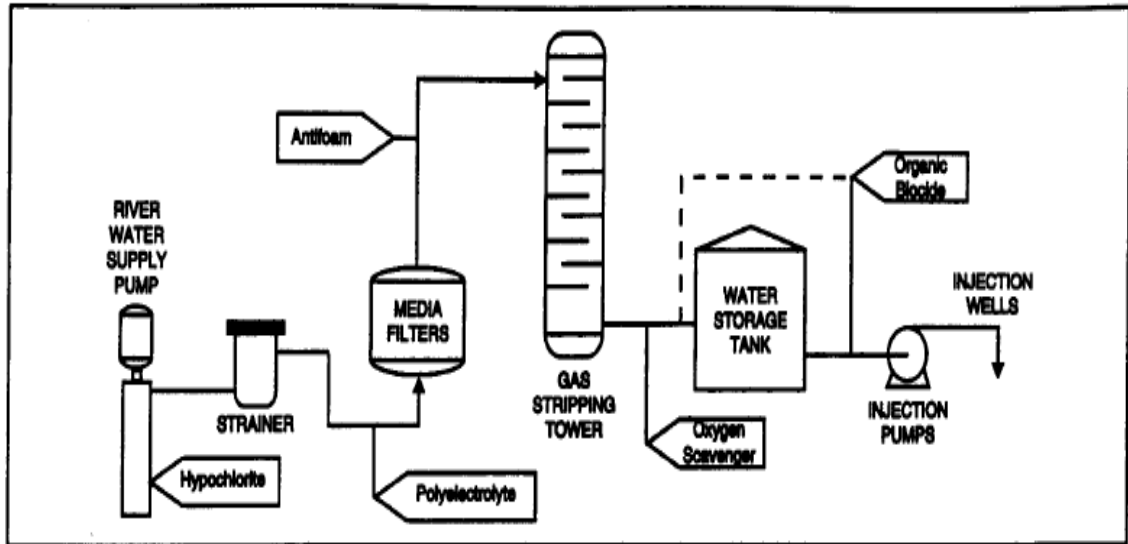 Antifoam
RIVER
WATER
SUPPLY
PUMP
MEDIA
FILTERS
STRAINER
Hypochlorite
Polyelectrolyte
GAS
STRIPPING
TOWER
Oxygen
Scavenger
WATER
STORAGE
TANK
Organic
Biocide
INJECTION
WELLS
INJECTION
PUMPS